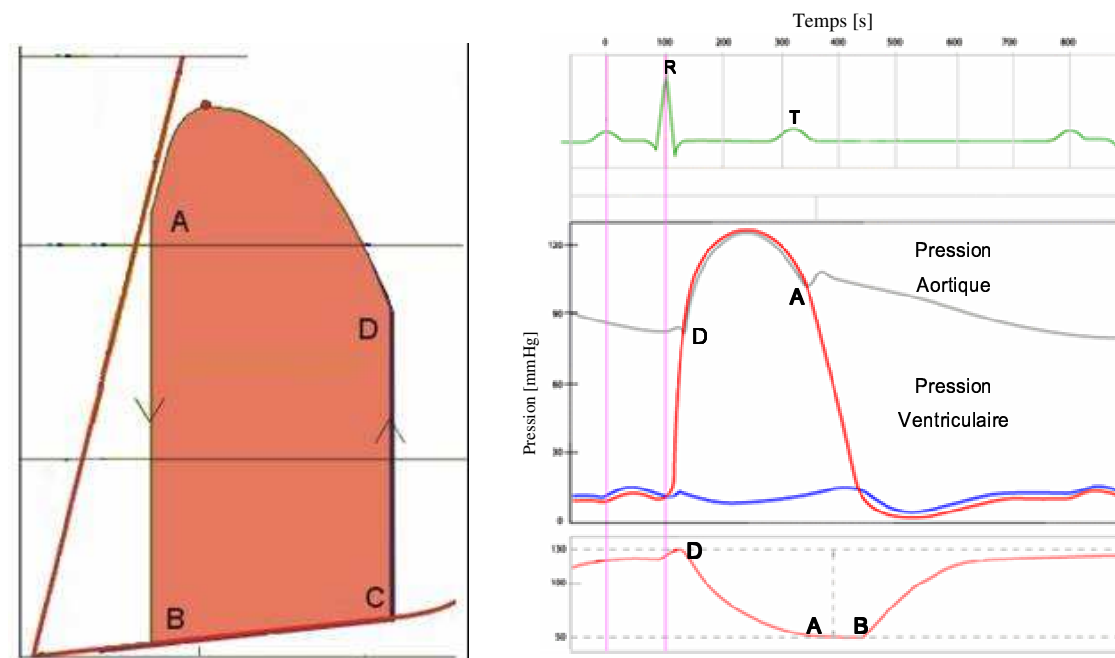 A
D
B
C
Temps [s]
0 100 200 300 400 500 600 700 800
R
T
Pression [mmHg]
120
90
60
30
0
Pression
Aortique
A
D
Pression
Ventriculaire
130
100
50
D
A
B